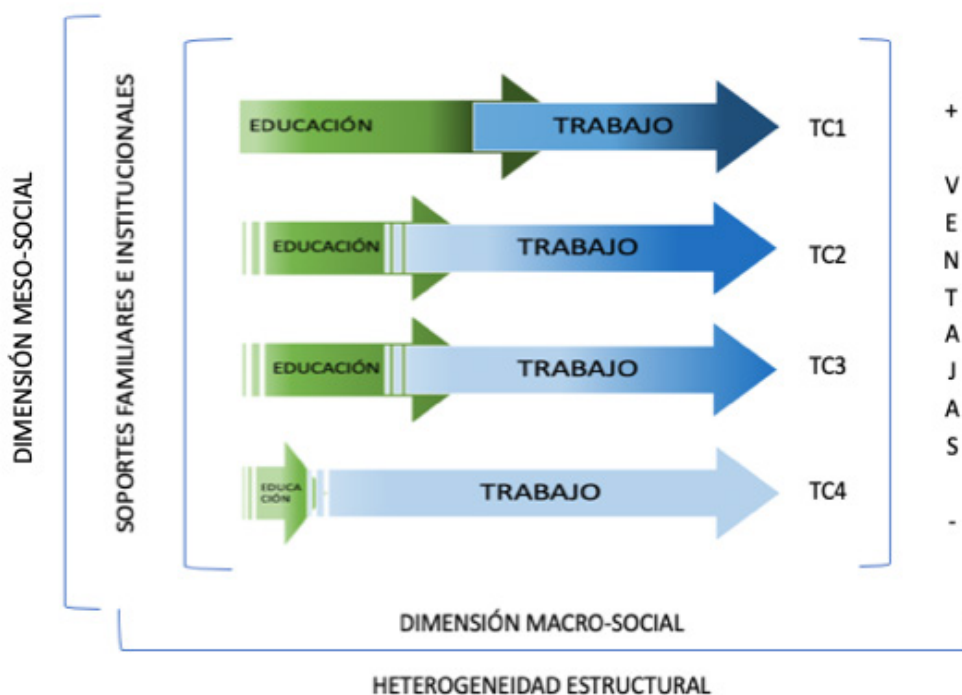 DIMENSIÓN MESO-SOCIAL
SOPORTES FAMILIARES E INSTITUCIONALES
EDUCACIÓN
TRABAJO
TC1
EDUCACIÓN
TRABAJO
TC2
EDUCACIÓN
TRABAJO
TC3
EDUCA
CIÓN
TRABAJO
TC4
+
V
E
N
T
A
J
A
S
-
DIMENSIÓN MACRO-SOCIAL
HETEROGENEIDAD ESTRUCTURAL